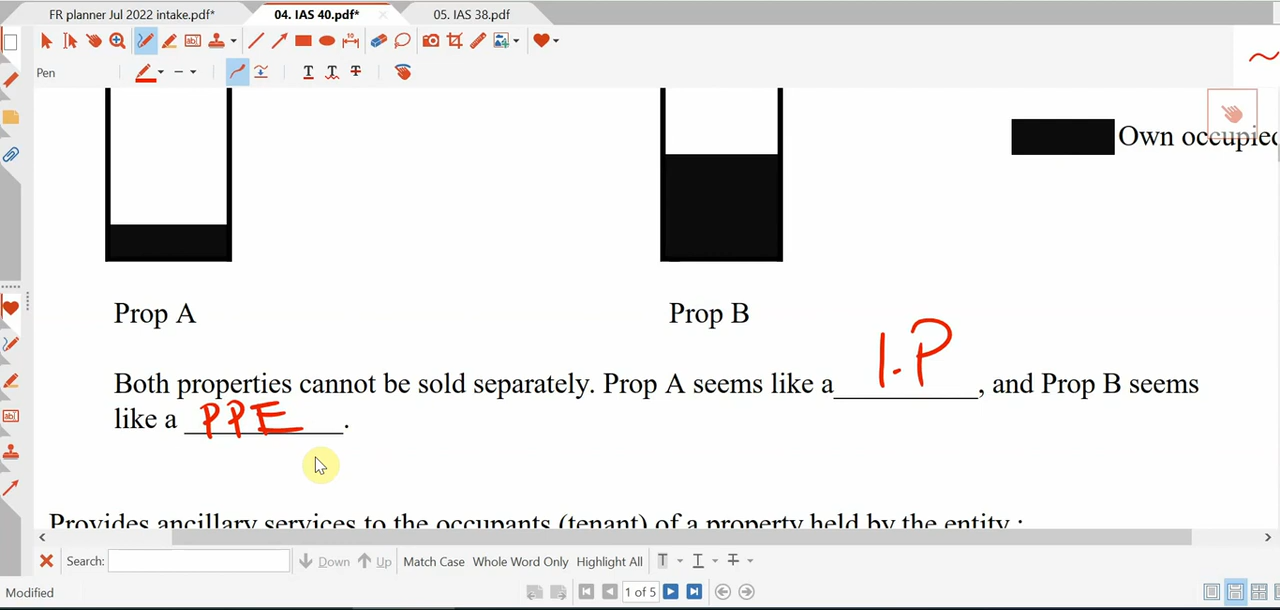 FR planner Jul 2022 intake.pdf*
04. IAS 40.pdf*
05. IAS 38.pdf
Pen
Own occupied
Prop A
Prop B
Both properties cannot be sold separately. Prop A seems like a I.P, and Prop B seems
like a PPE.
Provides ancillary services to the occupants (tenant) of a property held by the entity :
Search:
Down
Up
Match Case
Whole Word Only
Highlight All
Modified
1 of 5